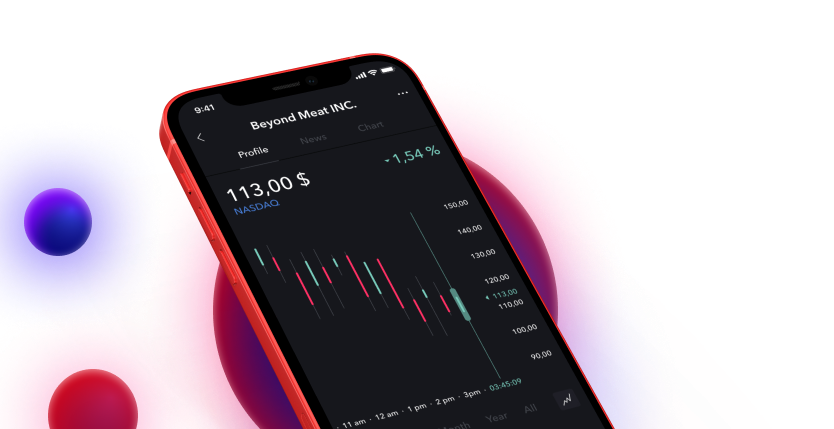 9:41
Beyond Meat INC.
Profile News Chart
113,00 $
1,54 %
NASDAQ
150,00
140,00
130,00
120,00
113,00
110,00
100,00
90,00
11 am · 12 am · 1 pm · 2 pm · 3pm · 03:45:09
Month Year All